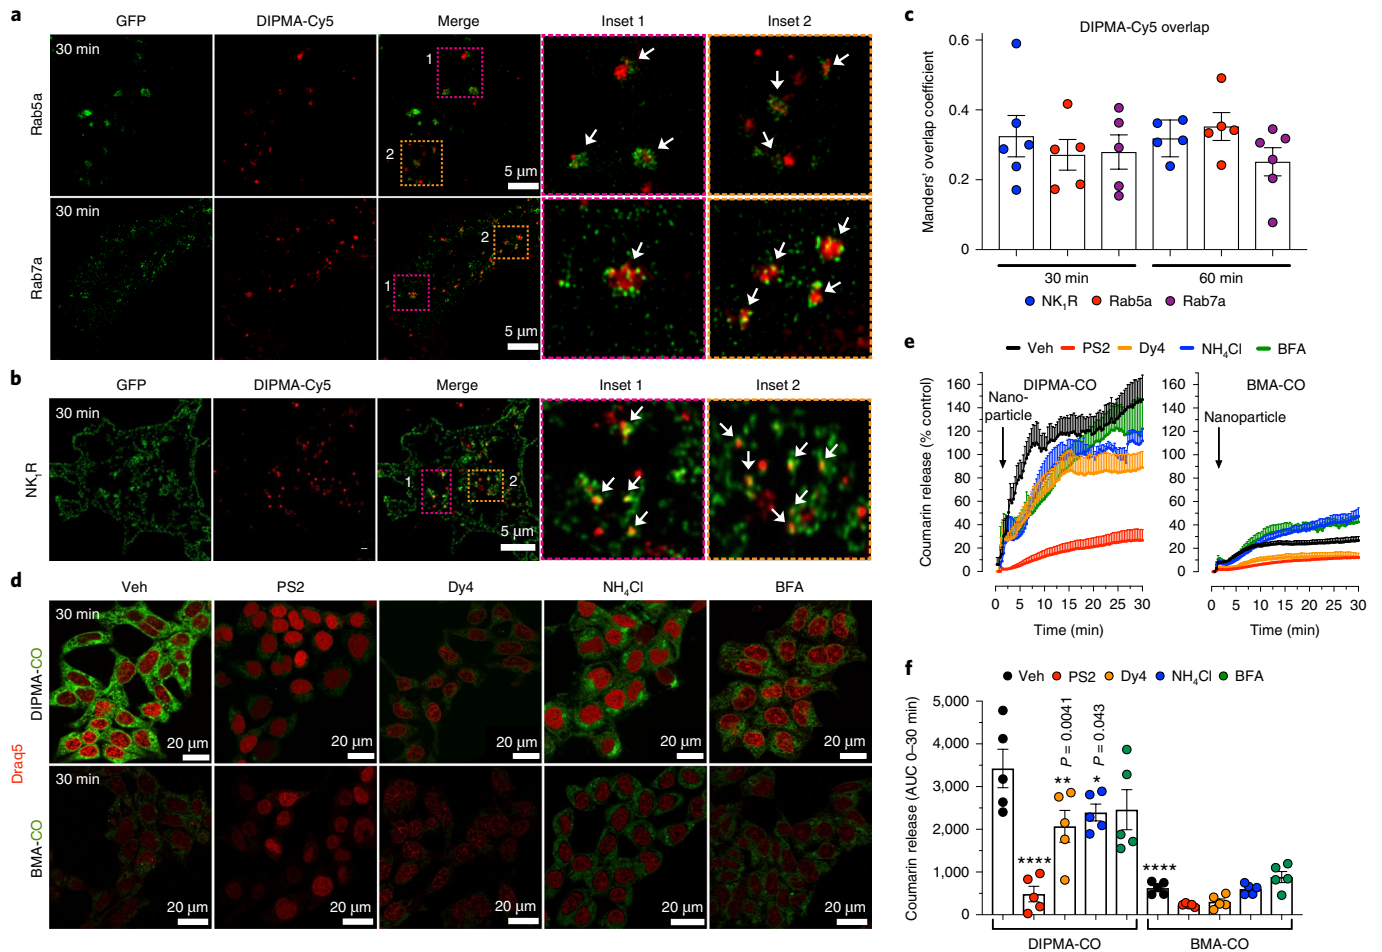 a
GFP
DIPMA-Cy5
Merge
Inset 1
Inset 2
30 min
Rab5a
1
2
5 µm
30 min
Rab7a
1
2
5 µm
b
GFP
DIPMA-Cy5
Merge
Inset 1
Inset 2
30 min
NK₁R
1
2
5 µm
c
DIPMA-Cy5 overlap
Manders' overlap coefficient
0.6
0.4
0.2
0
30 min
60 min
NK₁R
Rab5a
Rab7a
d
Veh
PS2
Dy4
NH₄Cl
BFA
30 min
DIPMA-CO
20 µm
20 µm
20 µm
20 µm
20 µm
Draq5
30 min
BMA-CO
20 µm
20 µm
20 µm
20 µm
20 µm
e
Veh
PS2
Dy4
NH₄Cl
BFA
DIPMA-CO
Nano-
particle
Coumarin release (% control)
160
140
120
100
80
60
40
20
0
0
5
10
15
20
25
30
Time (min)
BMA-CO
Nanoparticle
160
140
120
100
80
60
40
20
0
0
5
10
15
20
25
30
Time (min)
f
Veh
PS2
Dy4
NH₄Cl
BFA
Coumarin release (AUC 0–30 min)
5,000
4,000
3,000
2,000
1,000
0
****
**
P = 0.0041
*
P = 0.043
****
DIPMA-CO
BMA-CO